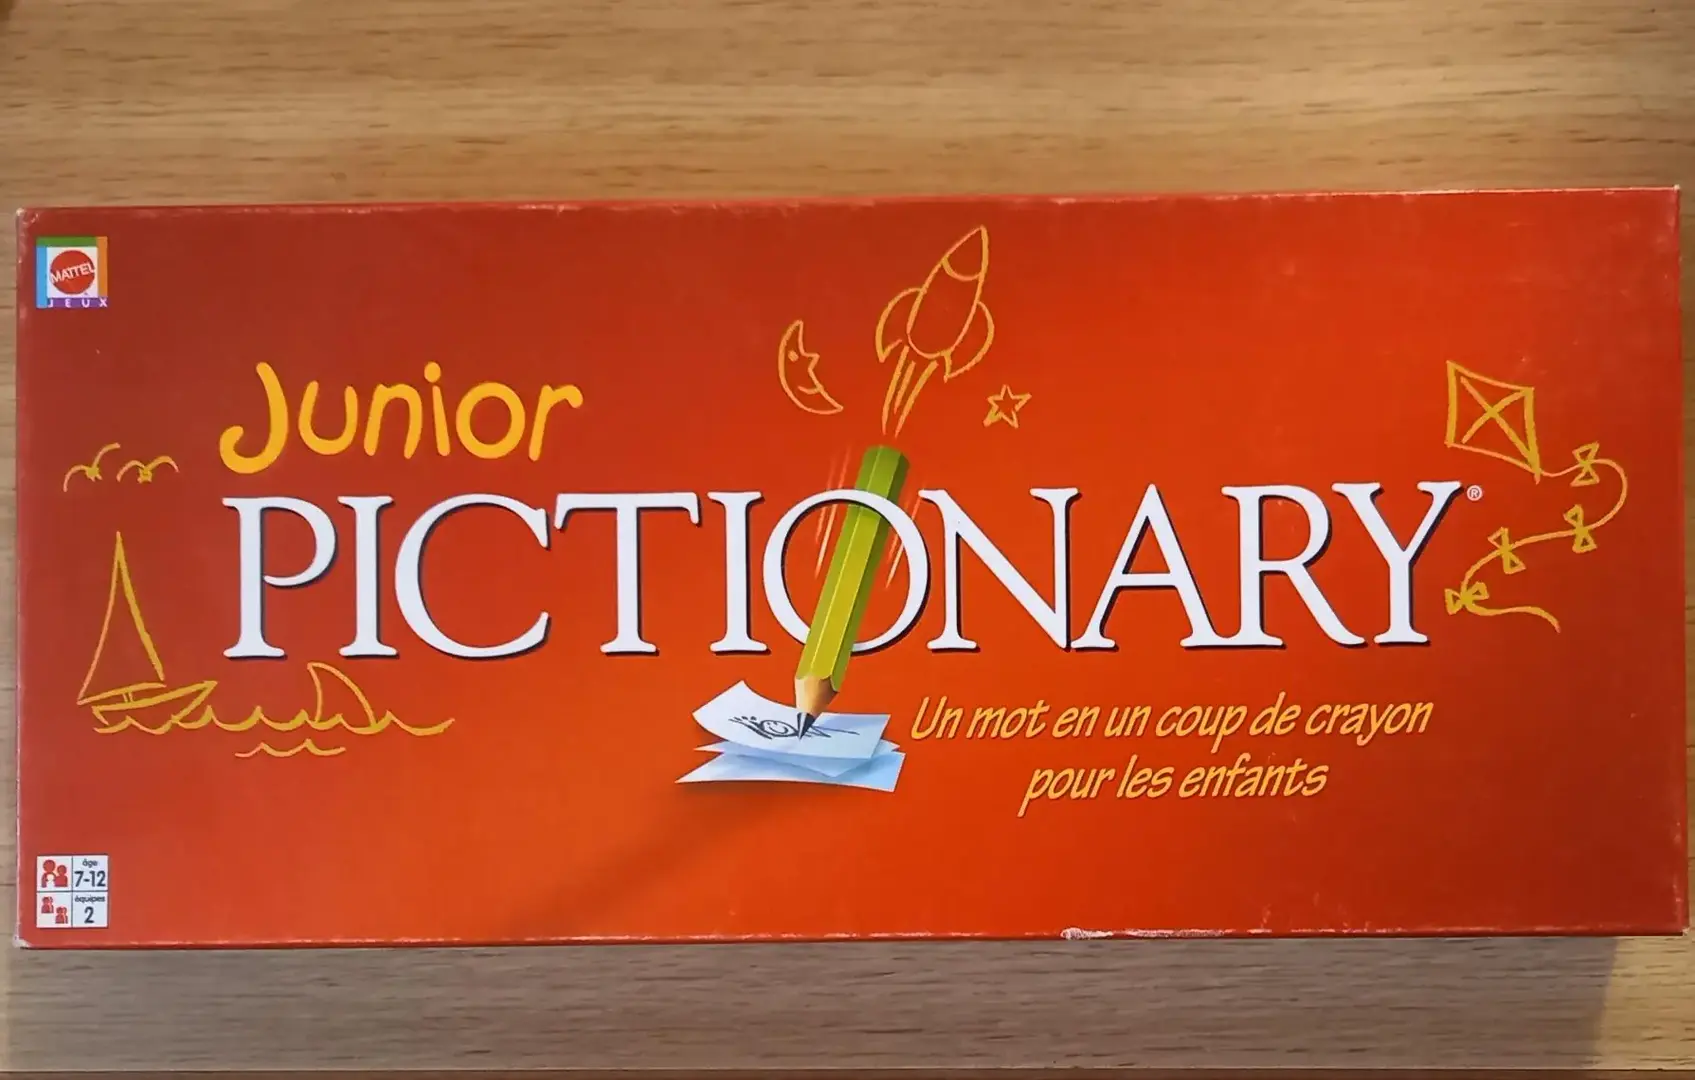 MATTEL
JEUX
Junior
PICTIONARY®
Un mot en un coup de crayon
pour les enfants
âge
7-12
équipes
2